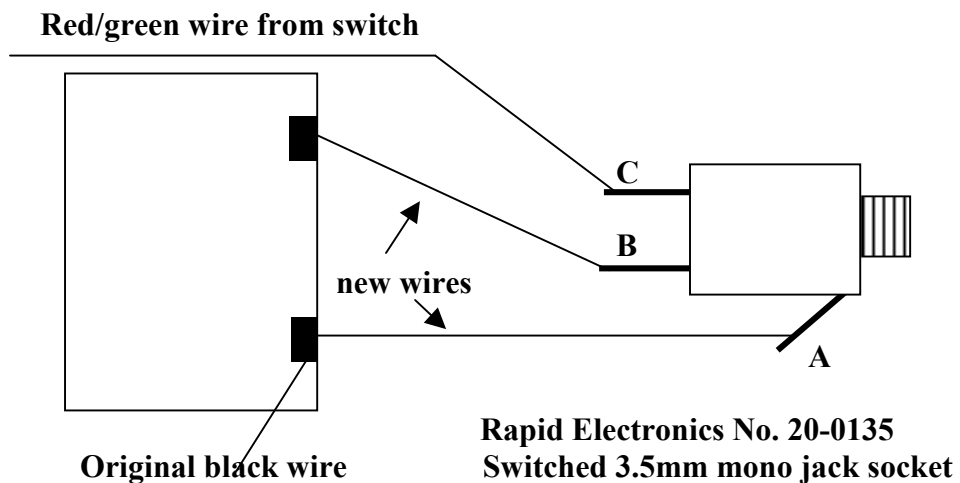 Red/green wire from switch
C
B
new wires
A
Rapid Electronics No. 20-0135
Original black wire
Switched 3.5mm mono jack socket